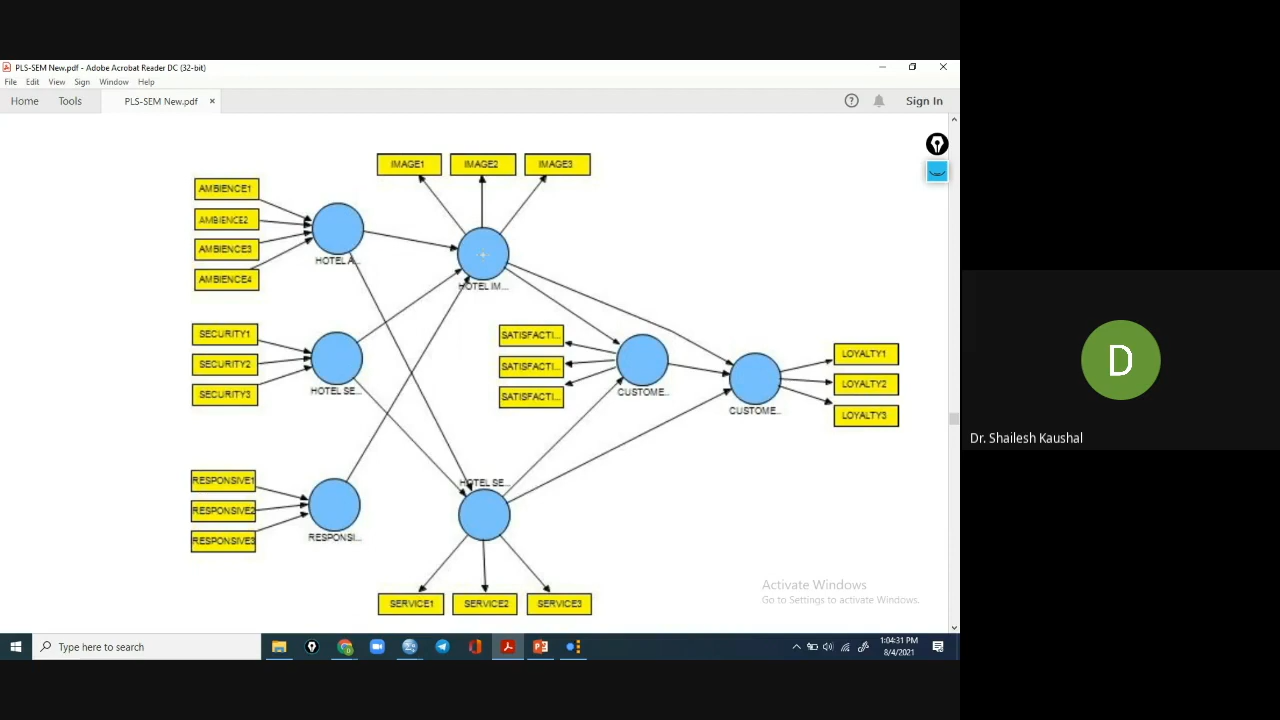 PLS-SEM New.pdf - Adobe Acrobat Reader DC (32-bit)
File Edit View Sign Window Help
Home Tools PLS-SEM New.pdf × Sign In
IMAGE1 IMAGE2 IMAGE3
AMBIENCE1
AMBIENCE2
AMBIENCE3
AMBIENCE4
HOTEL A...
HOTEL IM...
SECURITY1
SECURITY2
SECURITY3
HOTEL SE...
SATISFACTI...
SATISFACTI...
SATISFACTI...
CUSTOME...
CUSTOME...
LOYALTY1
LOYALTY2
LOYALTY3
RESPONSIVE1
RESPONSIVE2
RESPONSIVE3
RESPONSI...
HOTEL SE...
SERVICE1 SERVICE2 SERVICE3
Activate Windows
Go to Settings to activate Windows.
Type here to search
1:04:31 PM
8/4/2021
D
Dr. Shailesh Kaushal